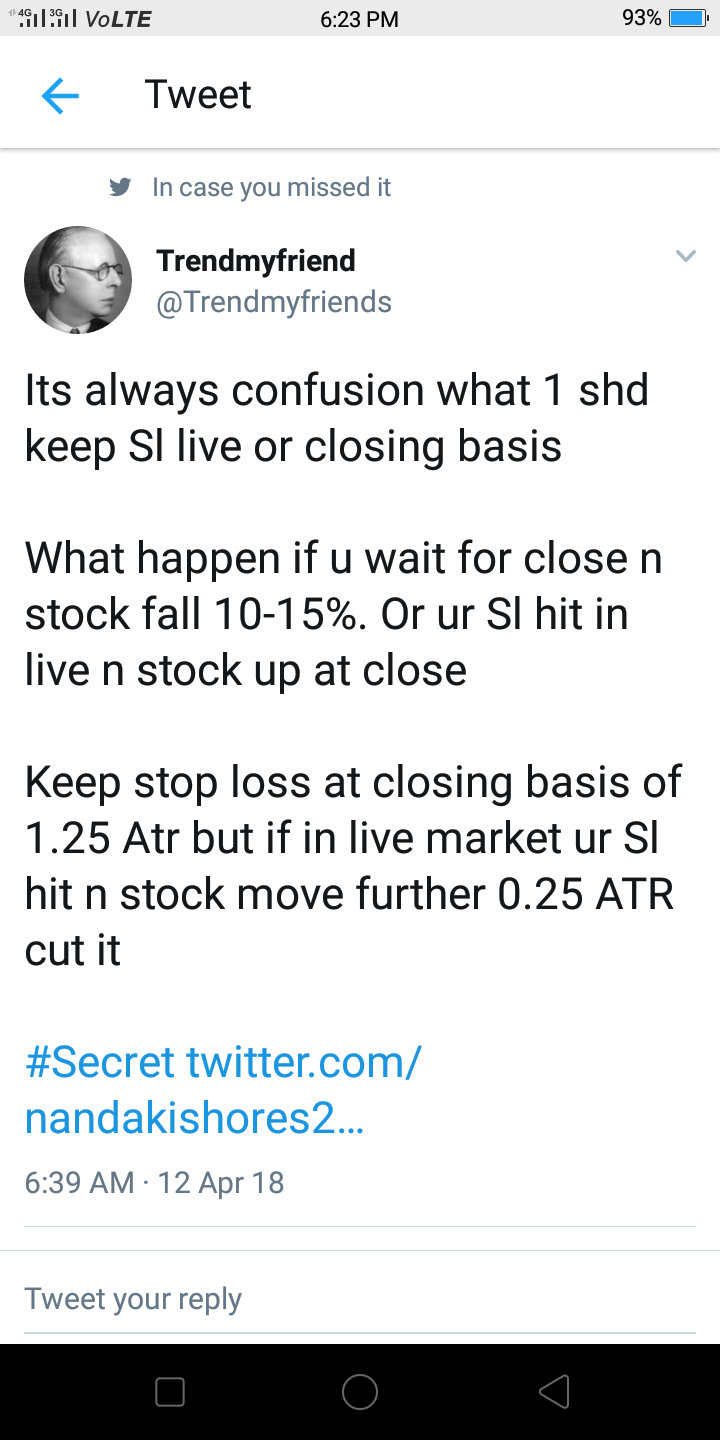 4G 3G VoLTE 6:23 PM 93%
Tweet
In case you missed it
Trendmyfriend
@Trendmyfriends
Its always confusion what 1 shd
keep Sl live or closing basis
What happen if u wait for close n
stock fall 10-15%. Or ur Sl hit in
live n stock up at close
Keep stop loss at closing basis of
1.25 Atr but if in live market ur Sl
hit n stock move further 0.25 ATR
cut it
#Secret twitter.com/
nandakishores2...
6:39 AM · 12 Apr 18
Tweet your reply